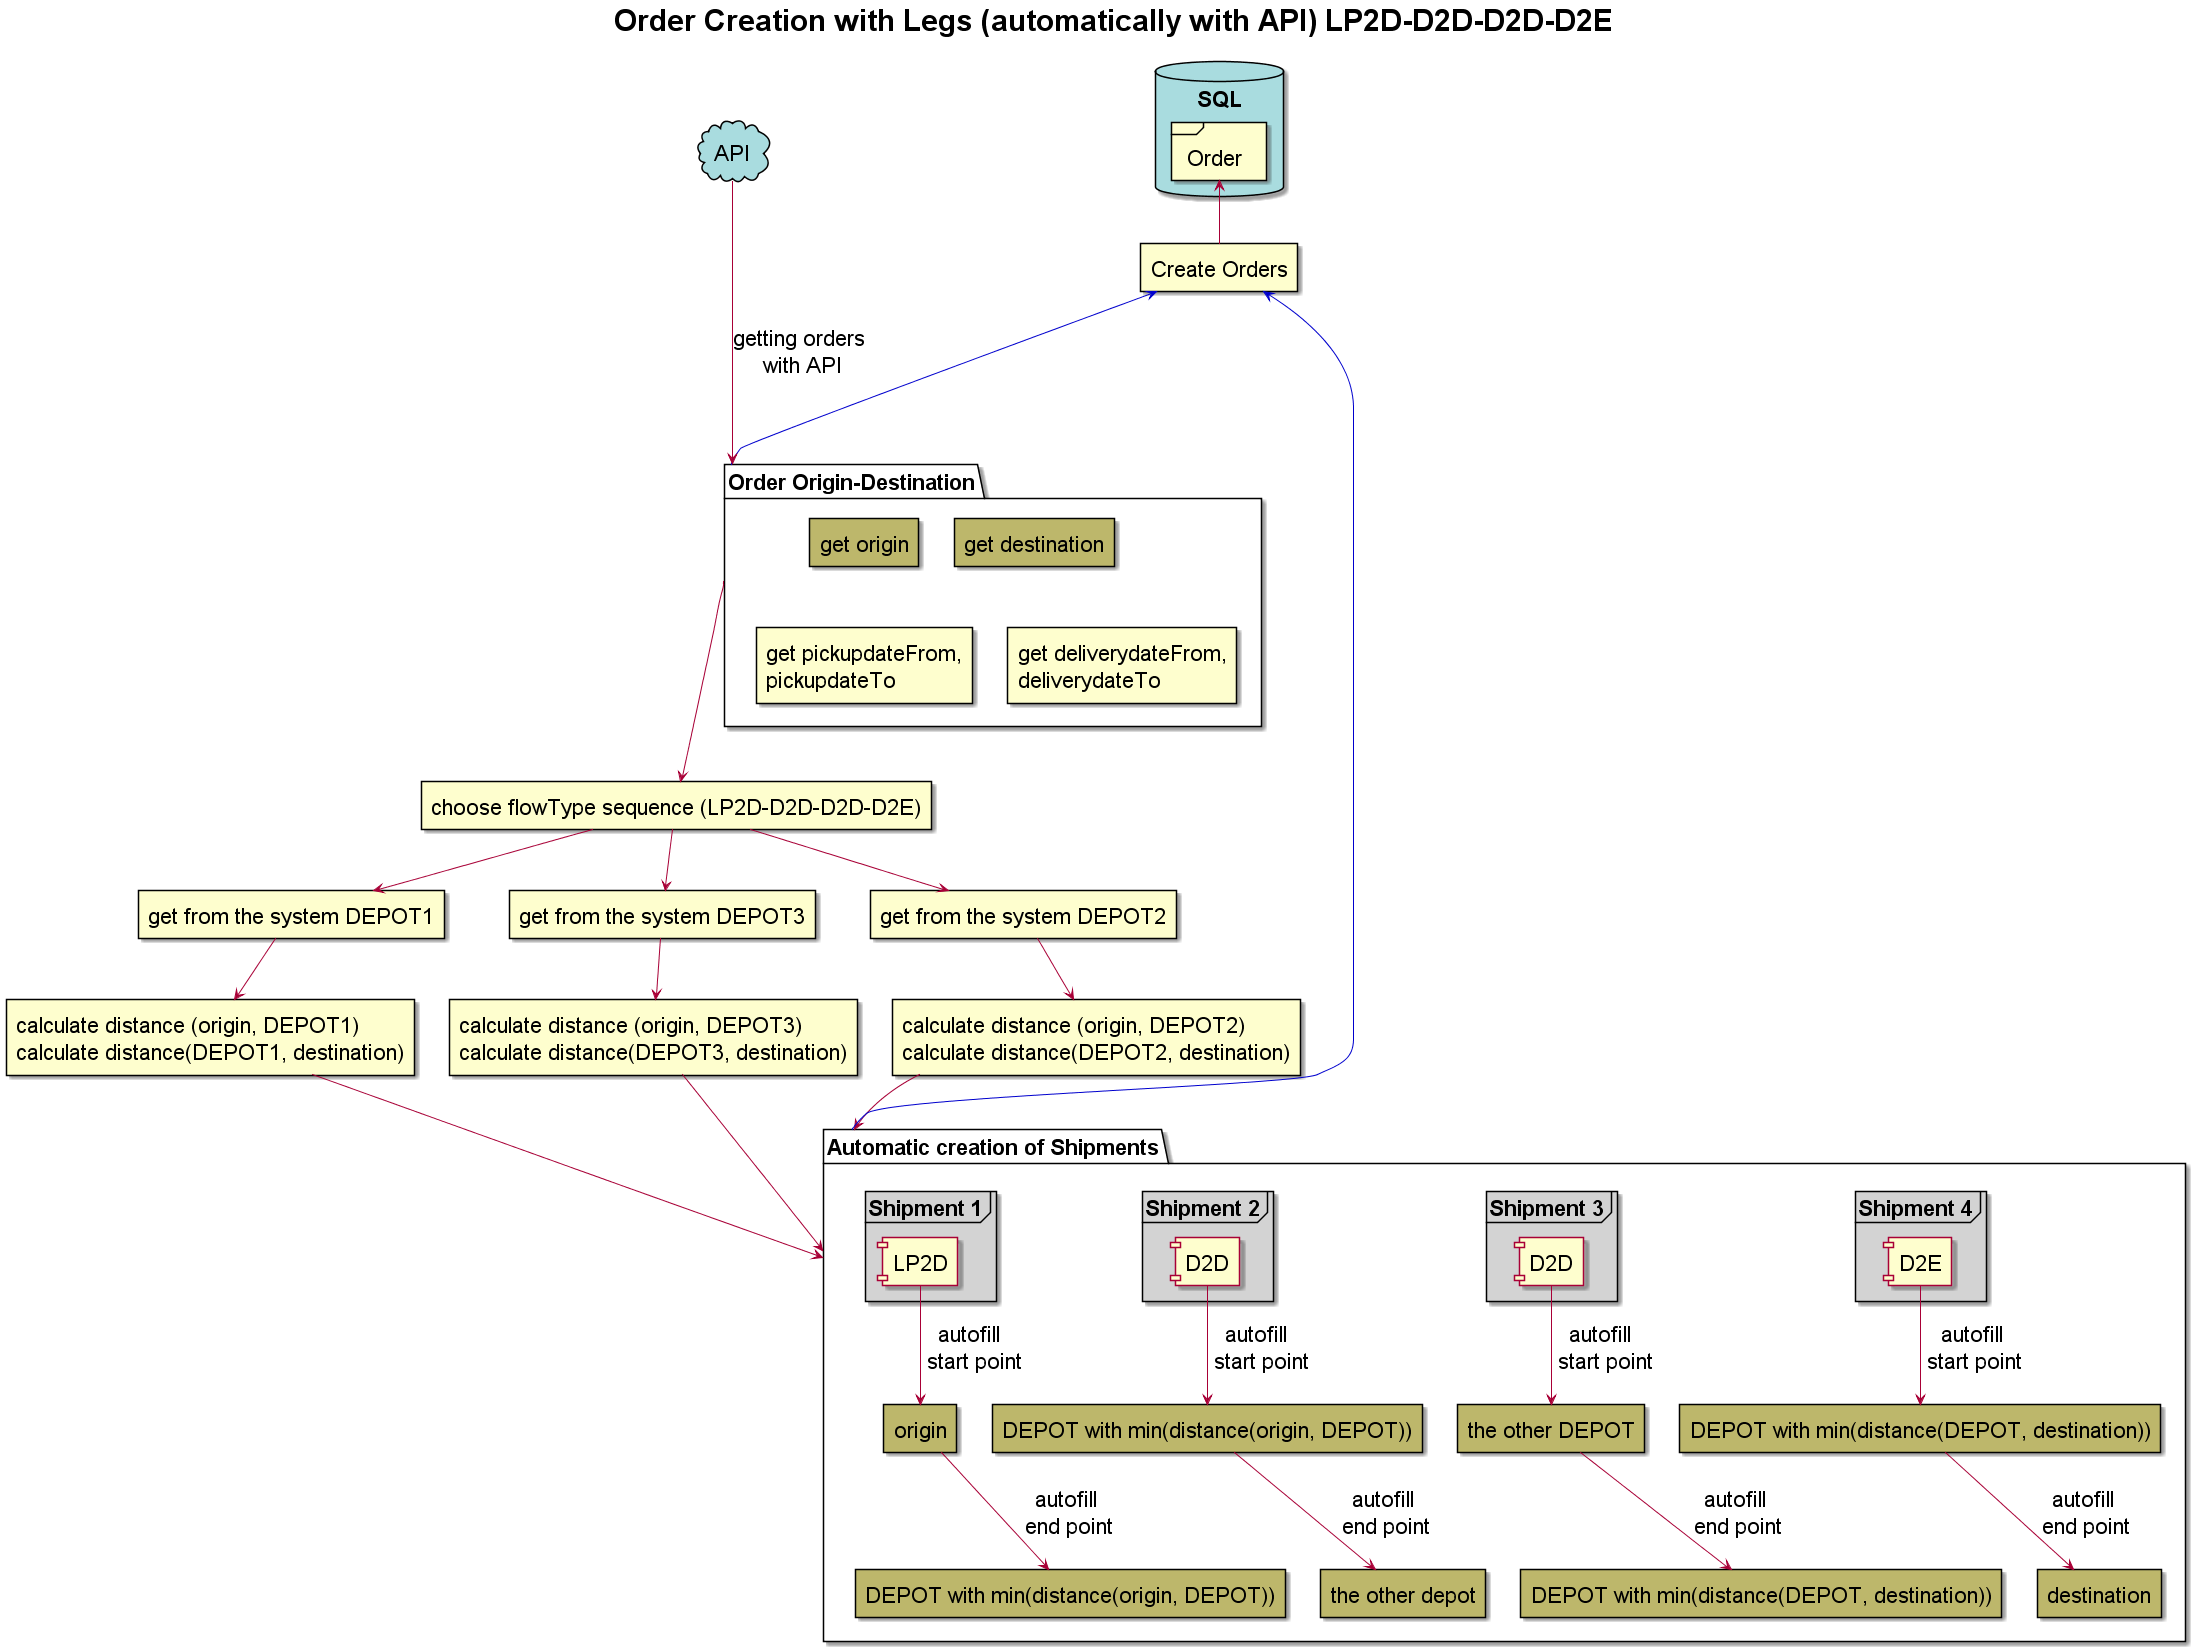 Order Creation with Legs (automatically with API) LP2D-D2D-D2D-D2E
SQL
API
Order
Create Orders
getting orders
with API
Order Origin-Destination
get origin
get destination
get pickupdateFrom,
pickupdateTo
get deliverydateFrom,
deliverydateTo
choose flowType sequence (LP2D-D2D-D2D-D2E)
get from the system DEPOT1
get from the system DEPOT3
get from the system DEPOT2
calculate distance (origin, DEPOT1)
calculate distance(DEPOT1, destination)
calculate distance (origin, DEPOT3)
calculate distance(DEPOT3, destination)
calculate distance (origin, DEPOT2)
calculate distance(DEPOT2, destination)
Automatic creation of Shipments
Shipment 1
Shipment 2
Shipment 3
Shipment 4
LP2D
D2D
D2D
D2E
autofill
start point
autofill
start point
autofill
start point
autofill
start point
origin
DEPOT with min(distance(origin, DEPOT))
the other DEPOT
DEPOT with min(distance(DEPOT, destination))
autofill
end point
autofill
end point
autofill
end point
autofill
end point
DEPOT with min(distance(origin, DEPOT))
the other depot
DEPOT with min(distance(DEPOT, destination))
destination